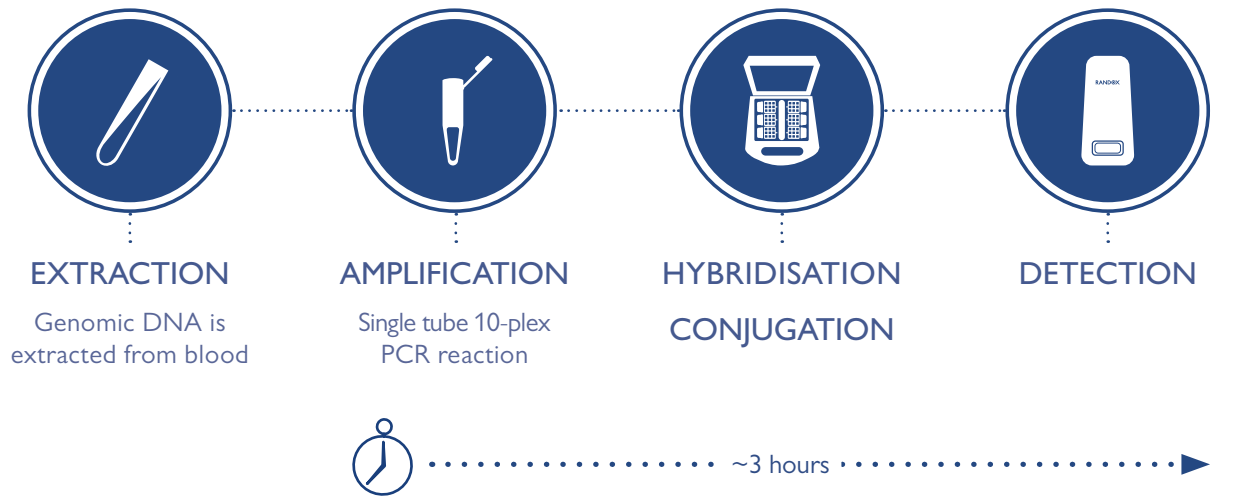 RANDOX
EXTRACTION
Genomic DNA is
extracted from blood
AMPLIFICATION
Single tube 10-plex
PCR reaction
HYBRIDISATION
CONJUGATION
DETECTION
~3 hours